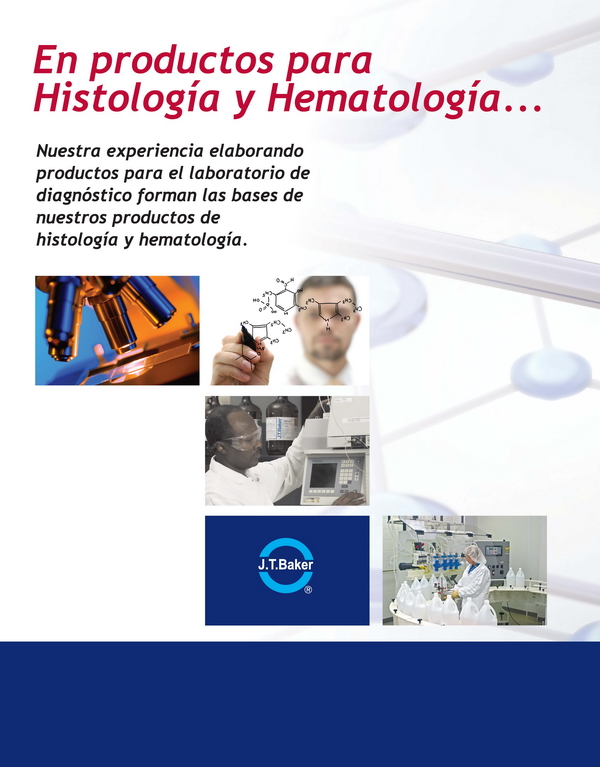 En productos para
Histología y Hematología...
Nuestra experiencia elaborando
productos para el laboratorio de
diagnóstico forman las bases de
nuestros productos de
histología y hematología.
J.T.Baker
J.T.Baker
®